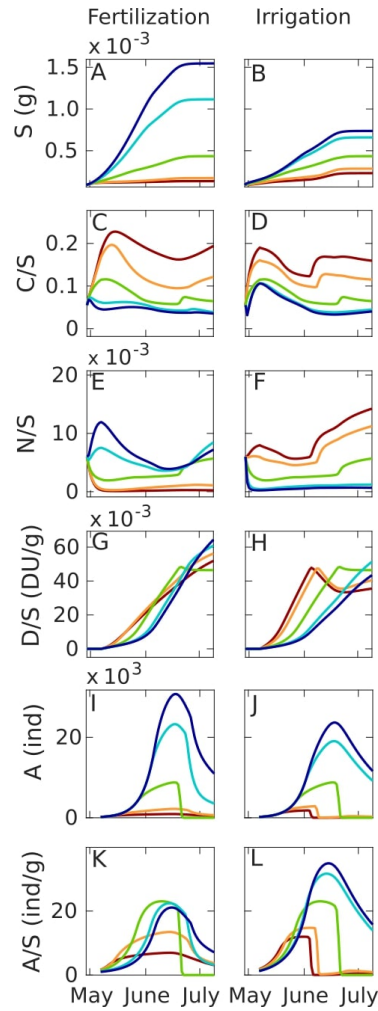 Fertilization Irrigation
x 10⁻³
A B
S (g)
1.5
1.0
0.5
C D
C/S
0.2
0.1
0
x 10⁻³
E F
N/S
20
10
0
x 10⁻³
G H
D/S (DU/g)
60
40
20
0
x 10³
I J
A (ind)
20
0
K L
A/S (ind/g)
20
0
May June July May June July